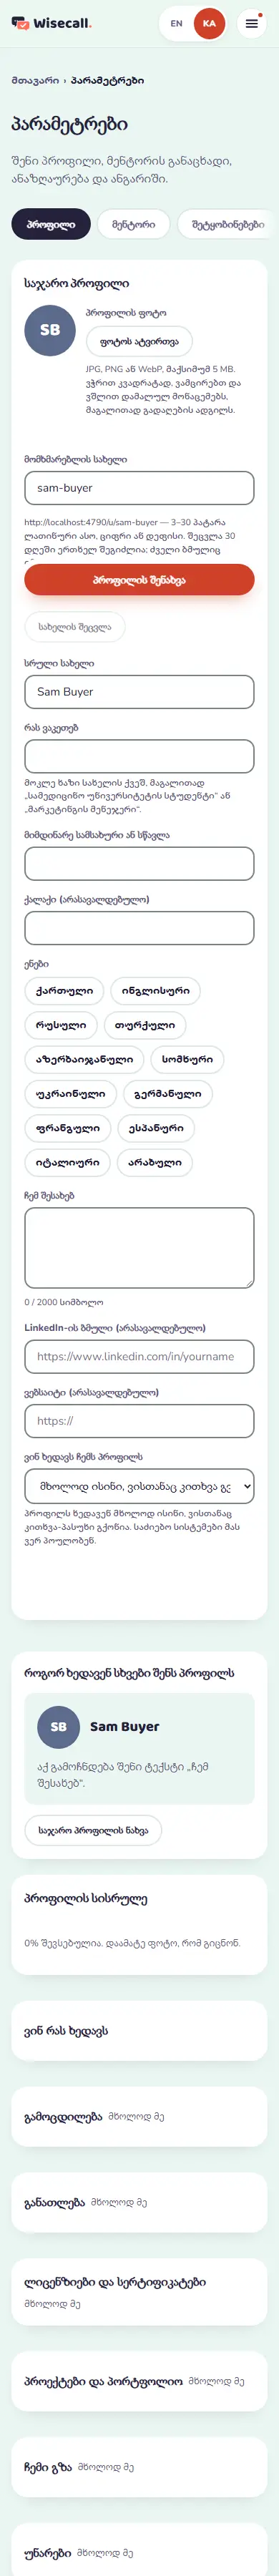 Wisecall.
EN
KA
მთავარი › პარამეტრები
პარამეტრები
შენი პროფილი, მენტორის განაცხადი,
ანაზღაურება და ანგარიში.
პროფილი
მენტორი
შეტყობინებები
საჯარო პროფილი
SB
პროფილის ფოტო
ფოტოს ატვირთვა
JPG, PNG ან WebP, მაქსიმუმ 5 MB.
ვჭრით კვადრატად, ვამცირებთ და
ვშლით დამალულ მონაცემებს,
მაგალითად გადაღების ადგილს.
მომხმარებლის სახელი
sam-buyer
http://localhost:4790/u/sam-buyer — 3–30 პატარა
ლათინური ასო, ციფრი ან დეფისი. შეცვლა 30
დღეში ერთხელ შეგიძლია; ძველი ბმულიც
პროფილის შენახვა
სახელის შეცვლა
სრული სახელი
Sam Buyer
რას ვაკეთებ
მოკლე ხაზი სახელის ქვეშ, მაგალითად
„სამედიცინო უნივერსიტეტის სტუდენტი“ ან
„მარკეტინგის მენეჯერი“.
მიმდინარე სამსახური ან სწავლა
ქალაქი (არასავალდებულო)
ენები
ქართული
ინგლისური
რუსული
თურქული
აზერბაიჯანული
სომხური
უკრაინული
გერმანული
ფრანგული
ესპანური
იტალიური
არაბული
ჩემ შესახებ
0 / 2000 სიმბოლო
LinkedIn-ის ბმული (არასავალდებულო)
https://www.linkedin.com/in/yourname
ვებსაიტი (არასავალდებულო)
https://
ვინ ხედავს ჩემს პროფილს
მხოლოდ ისინი, ვისთანაც კითხვა გე
პროფილს ხედავენ მხოლოდ ისინი, ვისთანაც
კითხვა-პასუხი გქონია. საძიებო სისტემები მას
ვერ პოულობენ.
როგორ ხედავენ სხვები შენს პროფილს
SB
Sam Buyer
აქ გამოჩნდება შენი ტექსტი „ჩემ
შესახებ“.
საჯარო პროფილის ნახვა
პროფილის სისრულე
0% შევსებულია. დაამატე ფოტო, რომ გიცნონ.
ვინ რას ხედავს
გამოცდილება მხოლოდ მე
განათლება მხოლოდ მე
ლიცენზიები და სერტიფიკატები
მხოლოდ მე
პროექტები და პორტფოლიო მხოლოდ მე
ჩემი გზა მხოლოდ მე
უნარები მხოლოდ მე